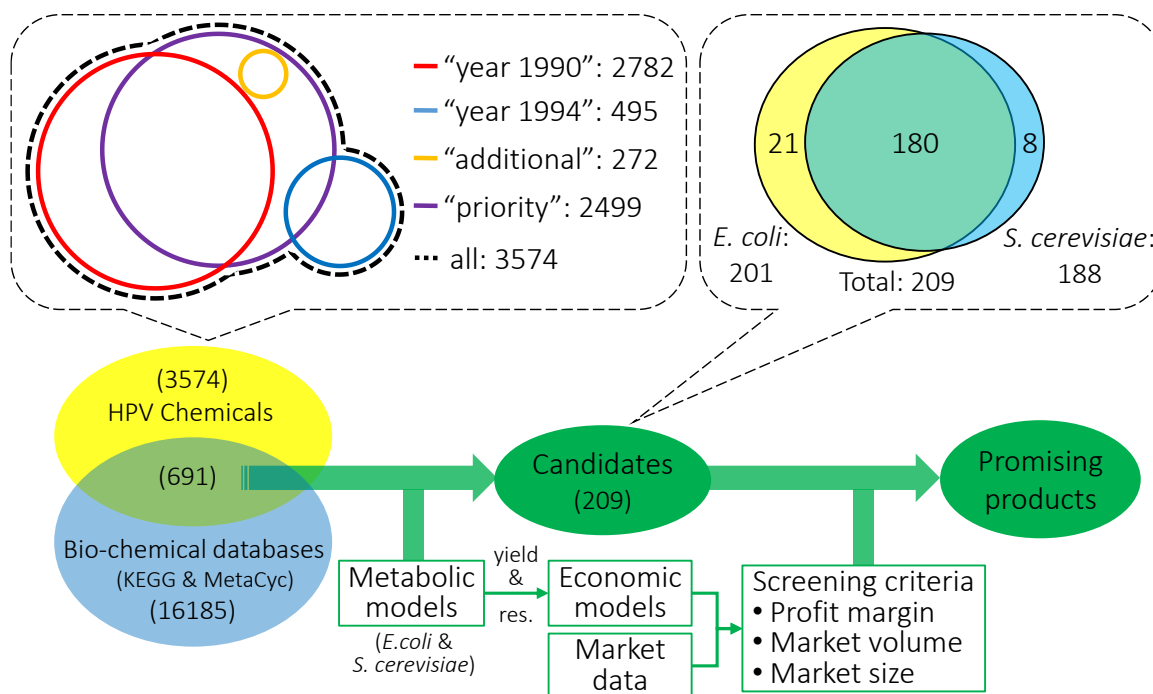 “year 1990”: 2782
“year 1994”: 495
“additional”: 272
“priority”: 2499
all: 3574
21
180
8
E. coli:
201
Total: 209
S. cerevisiae:
188
(3574)
HPV Chemicals
(691)
Bio-chemical databases
(KEGG & MetaCyc)
(16185)
Candidates
(209)
Promising
products
Metabolic
models
(E.coli &
S. cerevisiae)
yield
&
res.
Economic
models
Market
data
Screening criteria
• Profit margin
• Market volume
• Market size